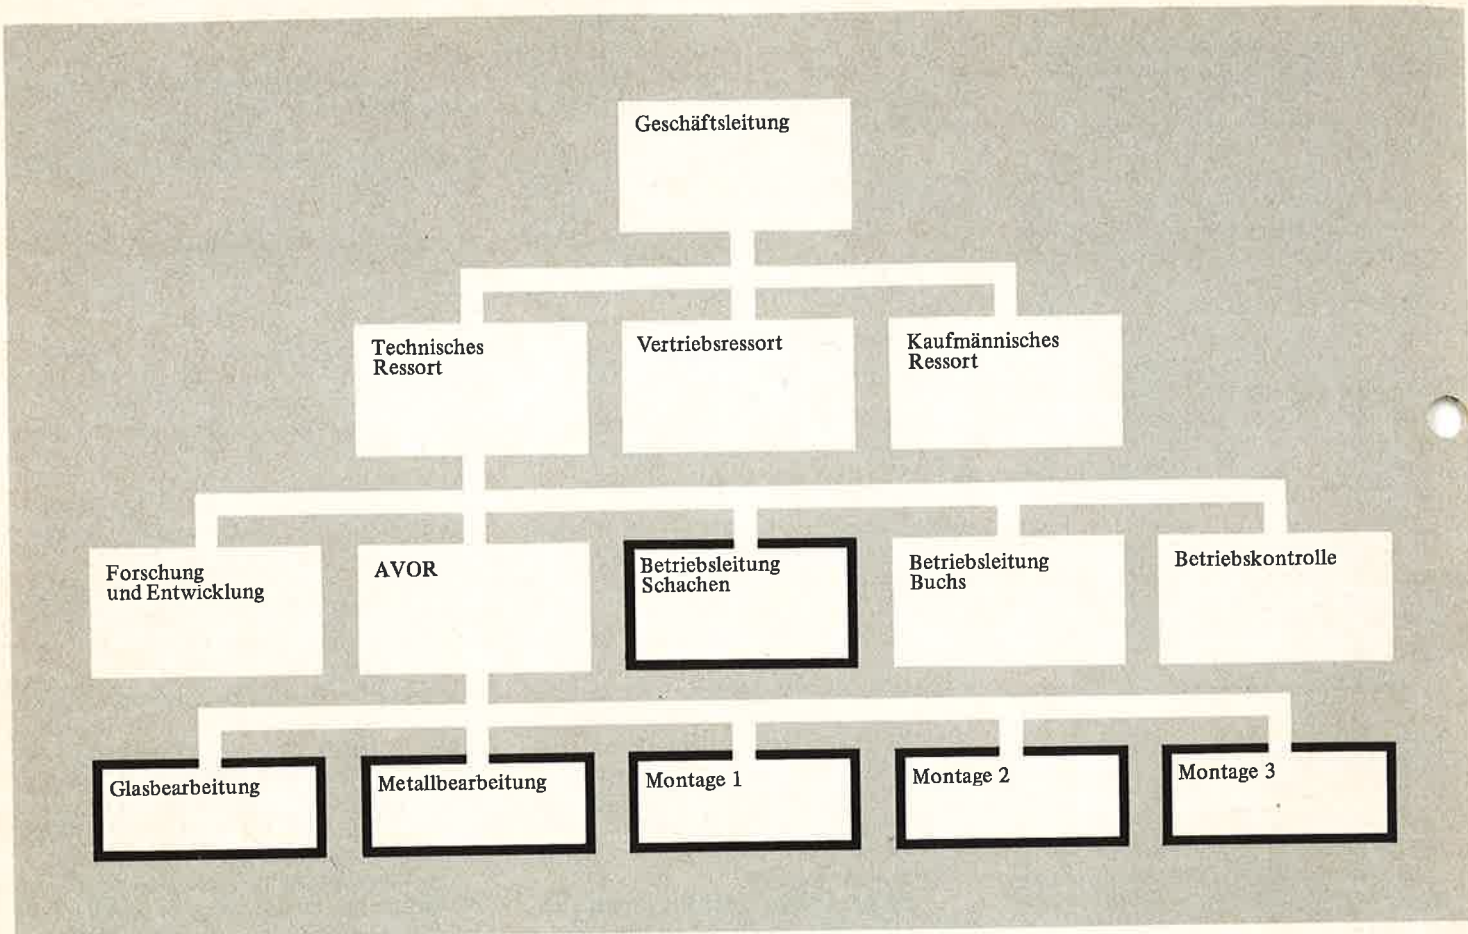 Geschäftsleitung
Technisches
Ressort
Vertriebsressort
Kaufmännisches
Ressort
Forschung
und Entwicklung
AVOR
Betriebsleitung
Schachen
Betriebsleitung
Buchs
Betriebskontrolle
Glasbearbeitung
Metallbearbeitung
Montage 1
Montage 2
Montage 3